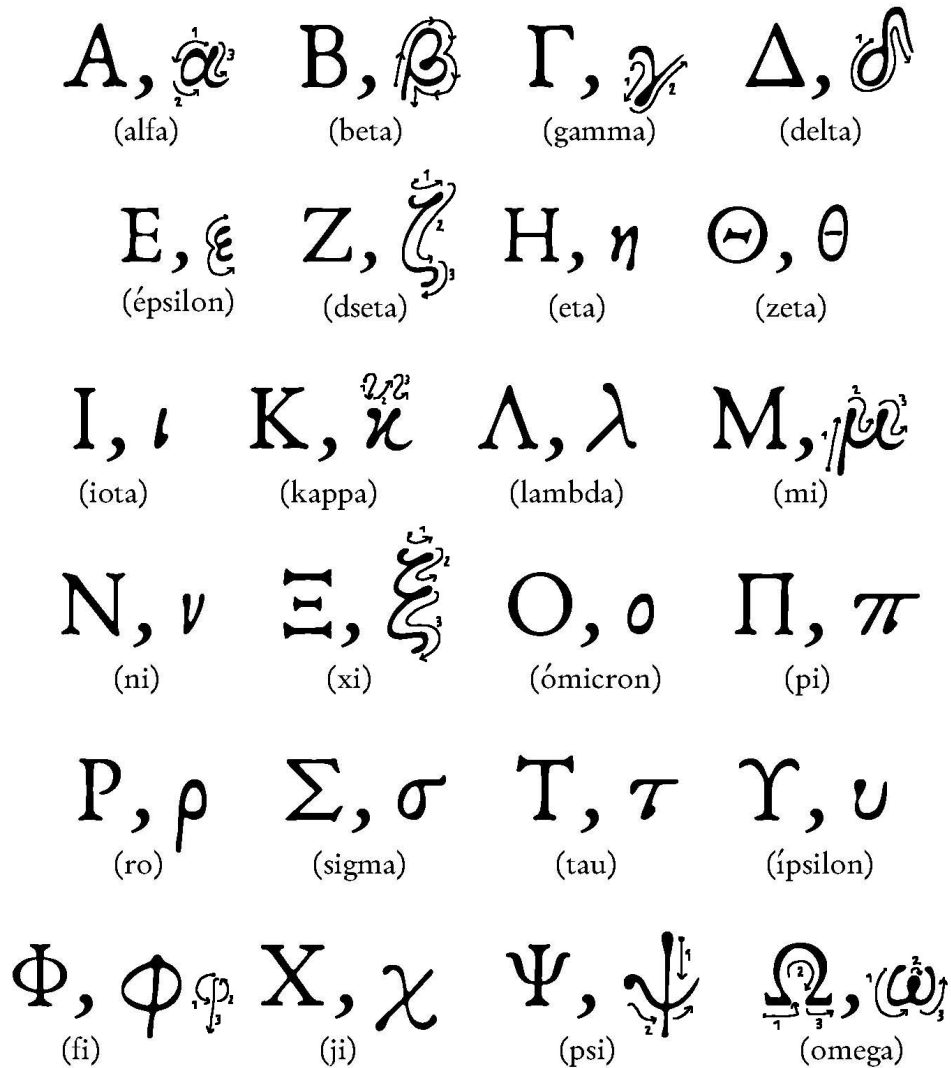 Α, α Β, β Γ, γ Δ, δ
(alfa) (beta) (gamma) (delta)
Ε, ε Ζ, ζ Η, η Θ, θ
(épsilon) (dseta) (eta) (zeta)
Ι, ι Κ, κ Λ, λ Μ, μ
(iota) (kappa) (lambda) (mi)
Ν, ν Ξ, ξ Ο, ο Π, π
(ni) (xi) (ómicron) (pi)
Ρ, ρ Σ, σ Τ, τ Υ, υ
(ro) (sigma) (tau) (ípsilon)
Φ, φ Χ, χ Ψ, ψ Ω, ω
(fi) (ji) (psi) (omega)